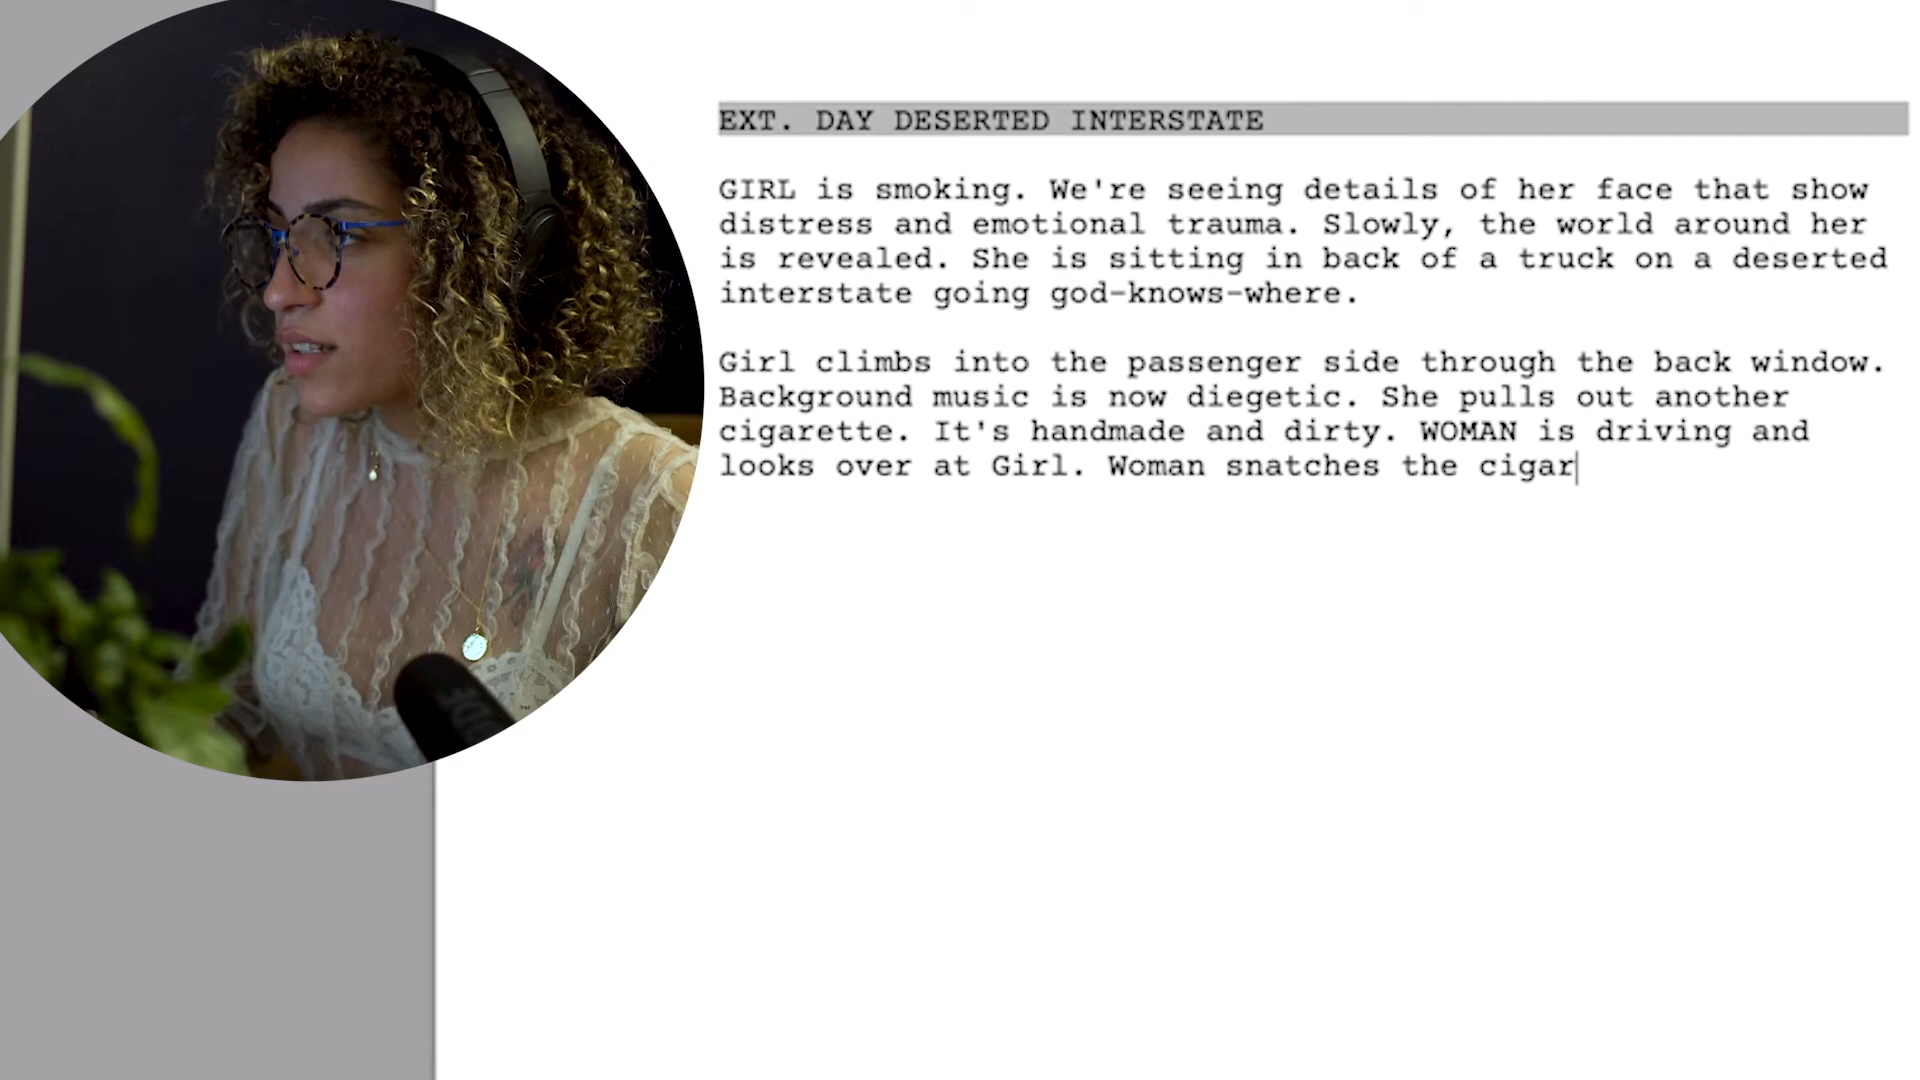 EXT. DAY DESERTED INTERSTATE
GIRL is smoking. We're seeing details of her face that show
distress and emotional trauma. Slowly, the world around her
is revealed. She is sitting in back of a truck on a deserted
interstate going god-knows-where.
Girl climbs into the passenger side through the back window.
Background music is now diegetic. She pulls out another
cigarette. It's handmade and dirty. WOMAN is driving and
looks over at Girl. Woman snatches the cigar
RODE